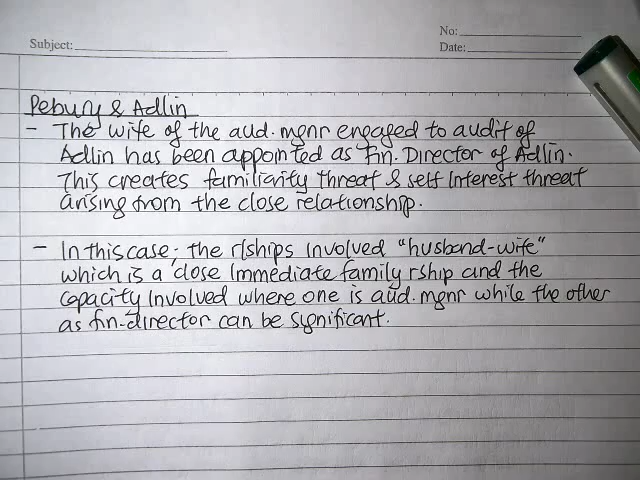 No:
Subject:
Date:
Pebury & Adlin
- The wife of the aud. mgnr engaged to audit of
Adlin has been appointed as Fin. Director of Adlin.
This creates familiarity threat & self interest threat
arising from the close relationship.
- In this case, the r/ships involved "husband-wife"
which is a close immediate family rship and the
capacity involved where one is aud. mgnr while the other
as fin-director can be significant.